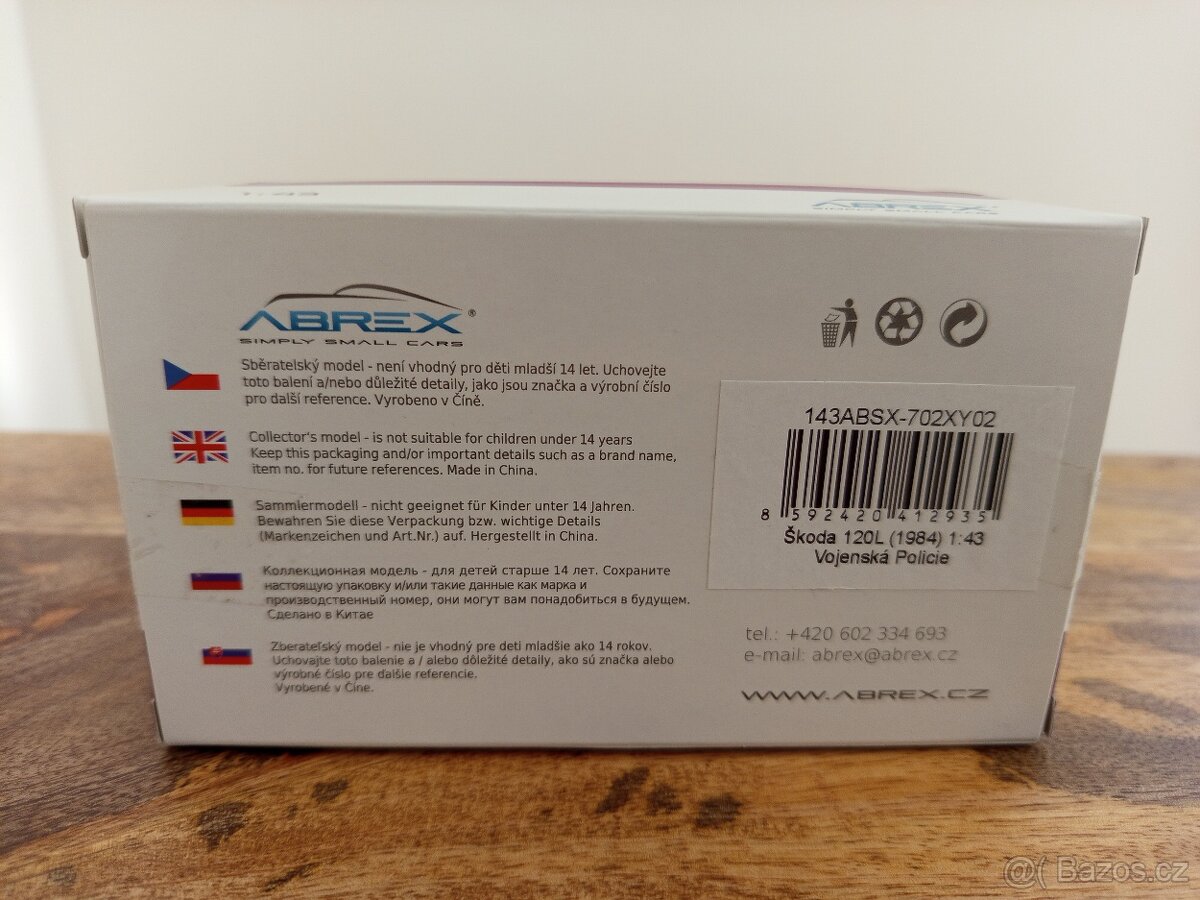 1:43
ABREX
SIMPLY SMALL CARS
ABREX®
SIMPLY SMALL CARS
Sběratelský model - není vhodný pro děti mladší 14 let. Uchovejte
toto balení a/nebo důležité detaily, jako jsou značka a výrobní číslo
pro další reference. Vyrobeno v Číně.
Collector's model - is not suitable for children under 14 years
Keep this packaging and/or important details such as a brand name,
item no. for future references. Made in China.
Sammlermodell - nicht geeignet für Kinder unter 14 Jahren.
Bewahren Sie diese Verpackung bzw. wichtige Details
(Markenzeichen und Art.Nr.) auf. Hergestellt in China.
Коллекционная модель - для детей старше 14 лет. Сохраните
настоящую упаковку и/или такие данные как марка и
производственный номер, они могут вам понадобиться в будущем.
Сделано в Китае
Zberateľský model - nie je vhodný pre deti mladšie ako 14 rokov.
Uchovajte toto balenie a / alebo dôležité detaily, ako sú značka alebo
výrobné číslo pre dalšie referencie.
Vyrobené v Číne.
143ABSX-702XY02
8 592420 412935
Škoda 120L (1984) 1:43
Vojenská Policie
tel.: +420 602 334 693
e-mail: abrex@abrex.cz
WWW.ABREX.CZ
@( Bazos.cz